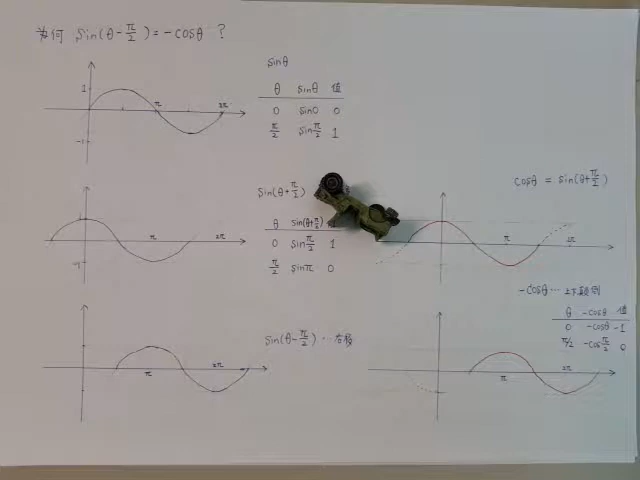 为何 sin(θ-π/2)=-cosθ ?
sinθ
θ sinθ 值
0 sin0 0
π/2 sinπ/2 1
1
π
2π
-1
sin(θ+π/2)
θ sin(θ+π/2)
0 sinπ/2 1
π/2 sinπ 0
π
2π
-1
cosθ = sin(θ+π/2)
π
2π
sin(θ-π/2)…右移
π
2π
-cosθ…上下颠倒
θ -cosθ 值
0 -cosθ -1
π/2 -cosπ/2 0
π
2π